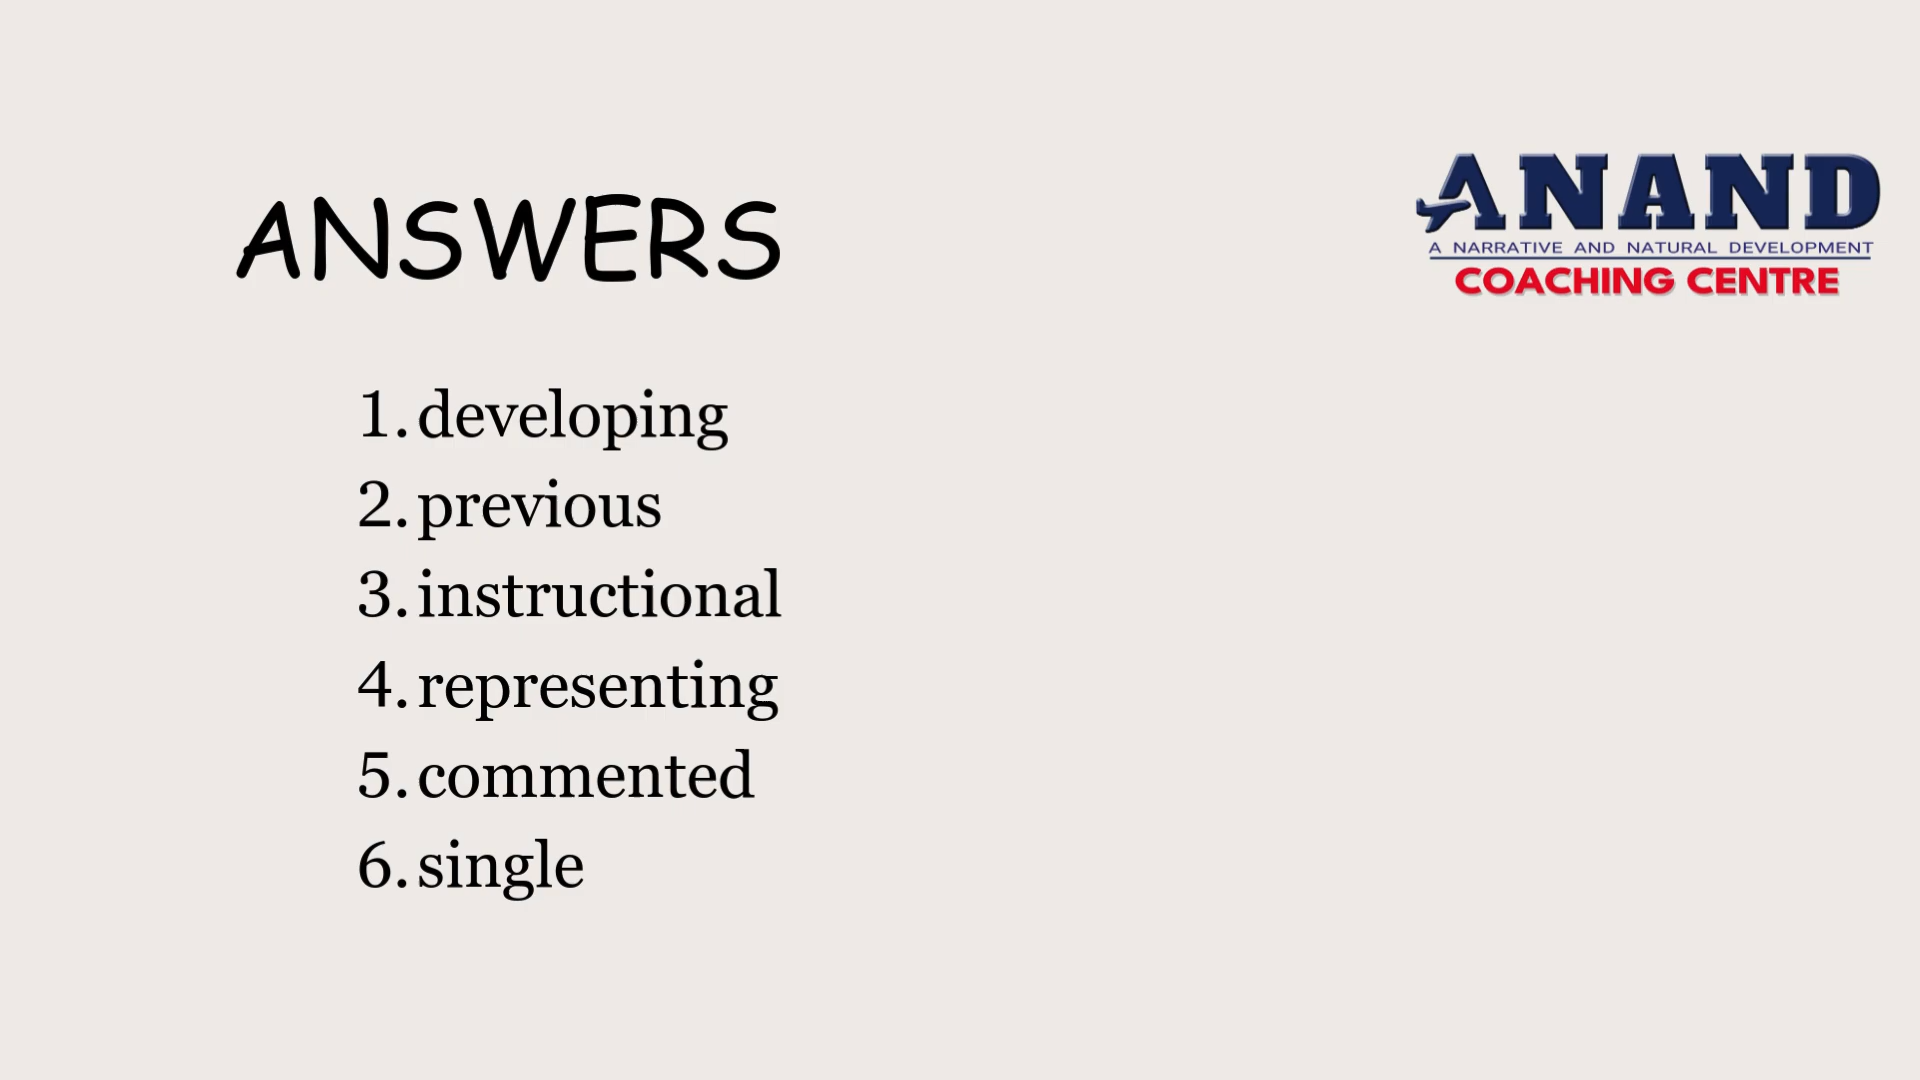 ANSWERS
ANAND
A NARRATIVE AND NATURAL DEVELOPMENT
COACHING CENTRE
1. developing
2. previous
3. instructional
4. representing
5. commented
6. single